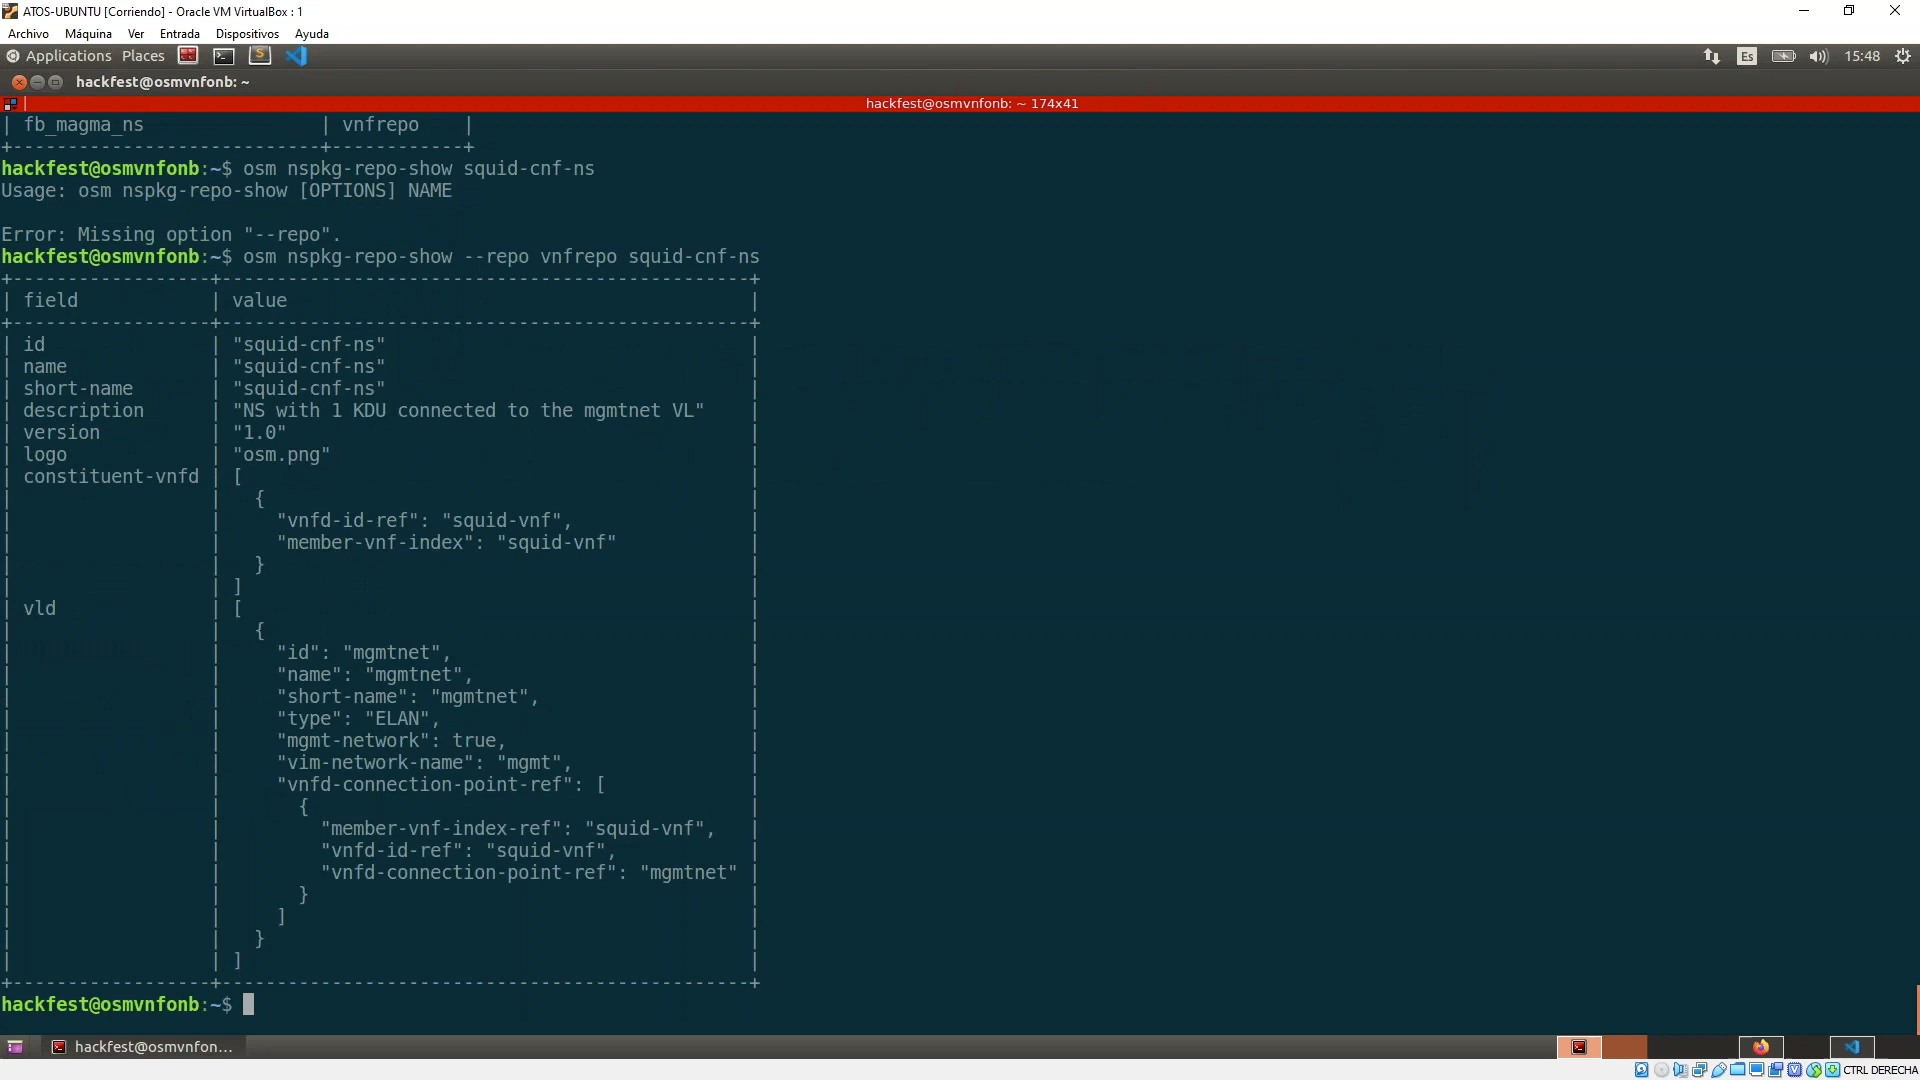 ATOS-UBUNTU [Corriendo] - Oracle VM VirtualBox : 1
Archivo Máquina Ver Entrada Dispositivos Ayuda
Applications Places Es 15:48
hackfest@osmvnfonb: ~
hackfest@osmvnfonb: ~ 174x41
| fb_magma_ns                | vnfrepo    |
+----------------------------+------------+
hackfest@osmvnfonb:~$ osm nspkg-repo-show squid-cnf-ns
Usage: osm nspkg-repo-show [OPTIONS] NAME
Error: Missing option "--repo".
hackfest@osmvnfonb:~$ osm nspkg-repo-show --repo vnfrepo squid-cnf-ns
+------------------+------------------------------------------------+
| field            | value                                          |
+------------------+------------------------------------------------+
| id               | "squid-cnf-ns"                                 |
| name             | "squid-cnf-ns"                                 |
| short-name       | "squid-cnf-ns"                                 |
| description      | "NS with 1 KDU connected to the mgmtnet VL"    |
| version          | "1.0"                                          |
| logo             | "osm.png"                                      |
| constituent-vnfd | [                                              |
|                  |   {                                            |
|                  |     "vnfd-id-ref": "squid-vnf",                |
|                  |     "member-vnf-index": "squid-vnf"            |
|                  |   }                                            |
|                  | ]                                              |
| vld              | [                                              |
|                  |   {                                            |
|                  |     "id": "mgmtnet",                           |
|                  |     "name": "mgmtnet",                         |
|                  |     "short-name": "mgmtnet",                   |
|                  |     "type": "ELAN",                            |
|                  |     "mgmt-network": true,                      |
|                  |     "vim-network-name": "mgmt",                |
|                  |     "vnfd-connection-point-ref": [             |
|                  |       {                                        |
|                  |         "member-vnf-index-ref": "squid-vnf",   |
|                  |         "vnfd-id-ref": "squid-vnf",            |
|                  |         "vnfd-connection-point-ref": "mgmtnet" |
|                  |       }                                        |
|                  |     ]                                          |
|                  |   }                                            |
|                  | ]                                              |
+------------------+------------------------------------------------+
hackfest@osmvnfonb:~$
hackfest@osmvnfon...
CTRL DERECHA